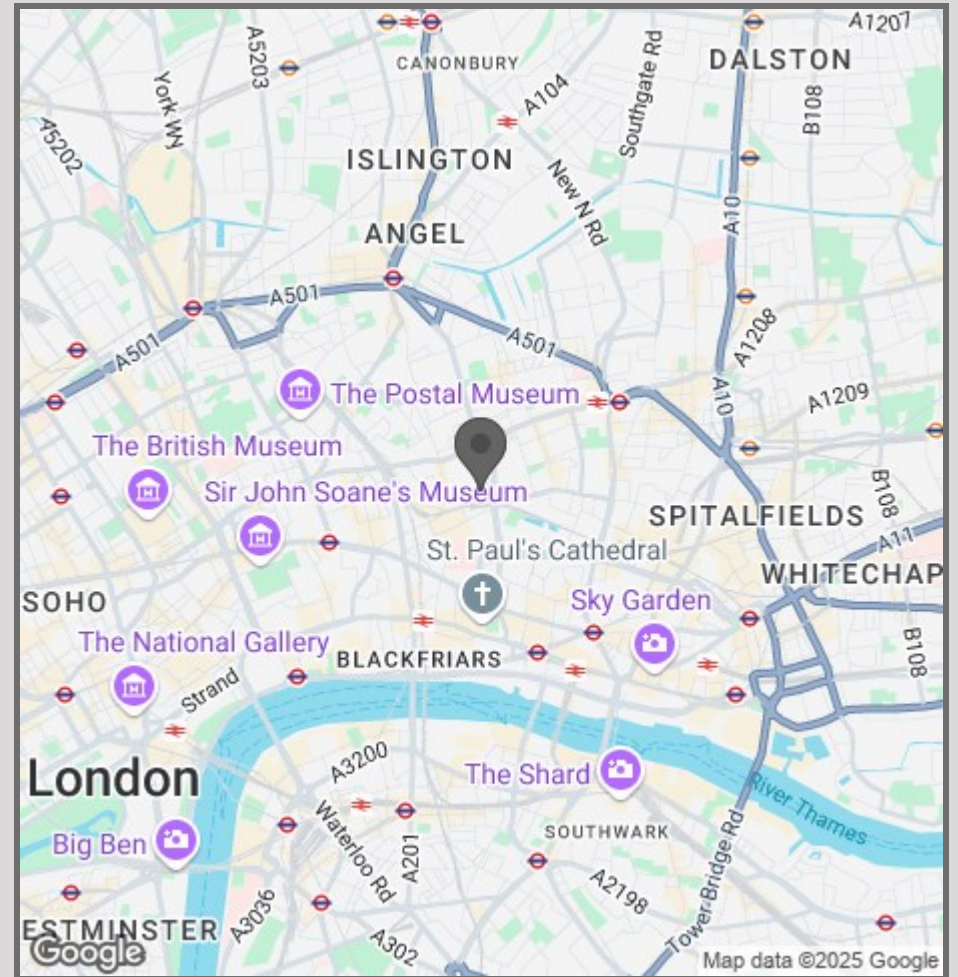 A1207
A5203
CANONBURY
DALSTON
York WN
A104
Southgate Rd
B108
A5202
ISLINGTON
New N Rd
A10
ANGEL
A501
A501
A501
A1208
A10
The Postal Museum
A1209
The British Museum
Sir John Soane's Museum
B108
SPITALFIELDS
A11
St. Paul's Cathedral
WHITECHAP
SOHO
Sky Garden
The National Gallery
B108
BLACKFRIARS
Strand
London
A3200
The Shard
River Thames
Big Ben
Waterloo Rd
A201
SOUTHWARK
Tower Bridge Rd
A2198
A3036
ESTMINSTER
A302
Google
Map data ©2025 Google